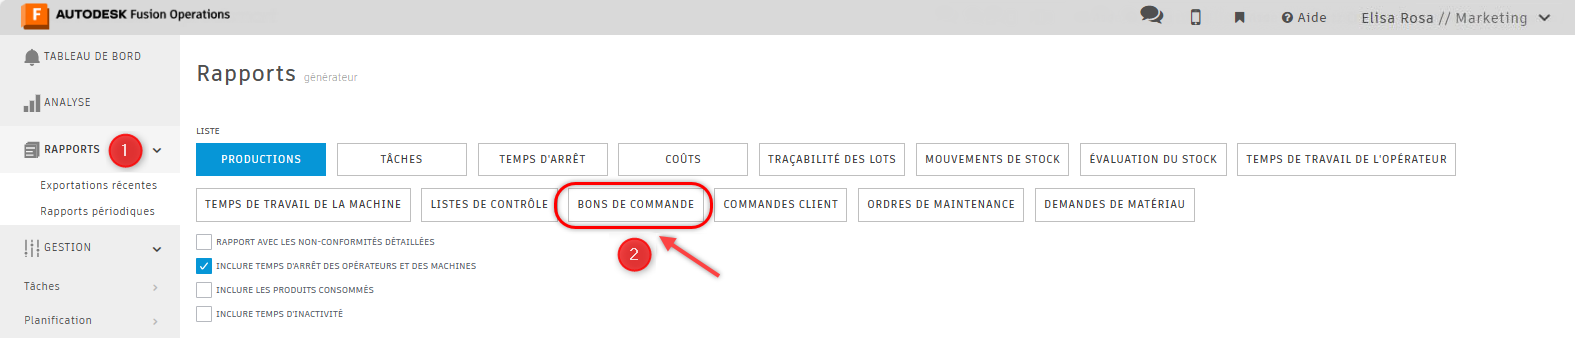 AUTODESK Fusion Operations
Aide
Elisa Rosa // Marketing
TABLEAU DE BORD
ANALYSE
RAPPORTS 1
Exportations récentes
Rapports périodiques
GESTION
Tâches
Planification
Rapports générateur
LISTE
PRODUCTIONS TÂCHES TEMPS D'ARRÊT COÛTS TRAÇABILITÉ DES LOTS MOUVEMENTS DE STOCK ÉVALUATION DU STOCK TEMPS DE TRAVAIL DE L'OPÉRATEUR
TEMPS DE TRAVAIL DE LA MACHINE LISTES DE CONTRÔLE BONS DE COMMANDE COMMANDES CLIENT ORDRES DE MAINTENANCE DEMANDES DE MATÉRIAU
RAPPORT AVEC LES NON-CONFORMITÉS DÉTAILLÉES
2
INCLURE TEMPS D'ARRÊT DES OPÉRATEURS ET DES MACHINES
INCLURE LES PRODUITS CONSOMMÉS
INCLURE TEMPS D'INACTIVITÉ